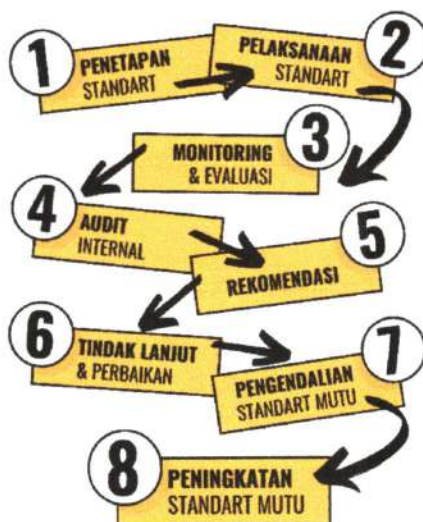 1
PENETAPAN
STANDART
2
PELAKSANAAN
STANDART
3
MONITORING
& EVALUASI
4
AUDIT
INTERNAL
5
REKOMENDASI
6
TINDAK LANJUT
& PERBAIKAN
7
PENGENDALIAN
STANDART MUTU
8
PENINGKATAN
STANDART MUTU